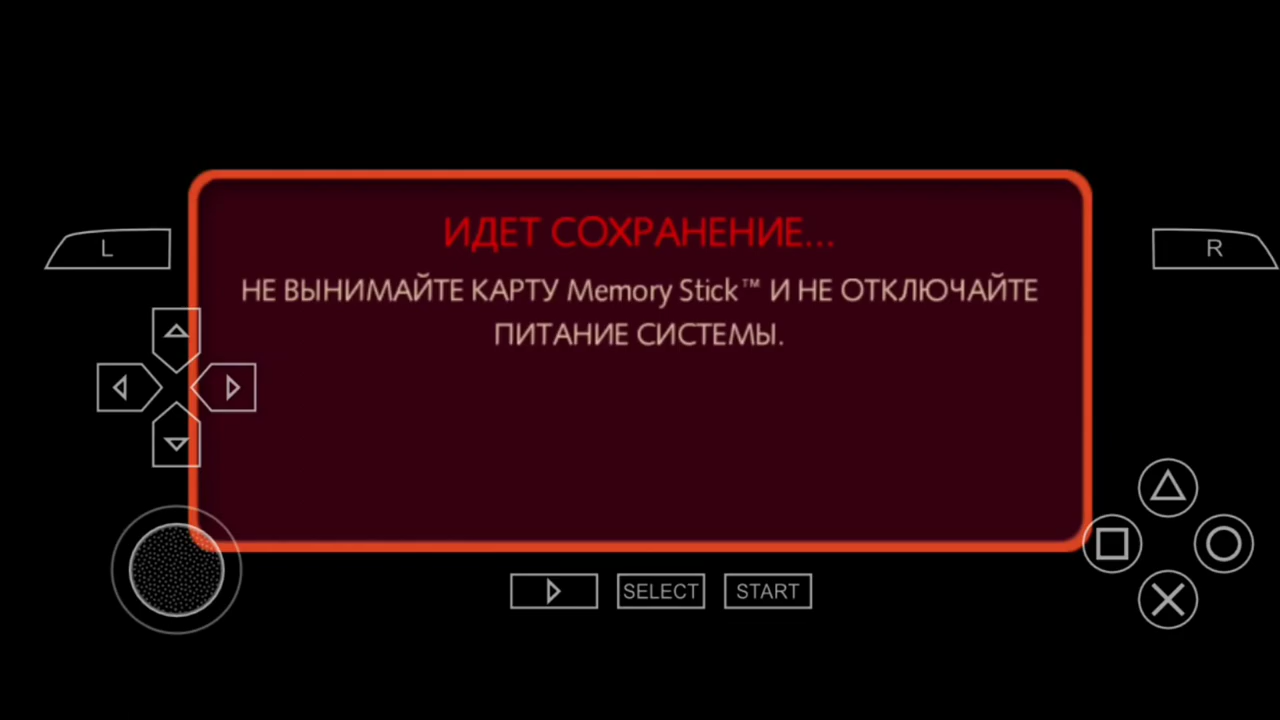 ИДЕТ СОХРАНЕНИЕ...
L
R
НЕ ВЫНИМАЙТЕ КАРТУ Memory Stick™ И НЕ ОТКЛЮЧАЙТЕ
ПИТАНИЕ СИСТЕМЫ.
SELECT
START